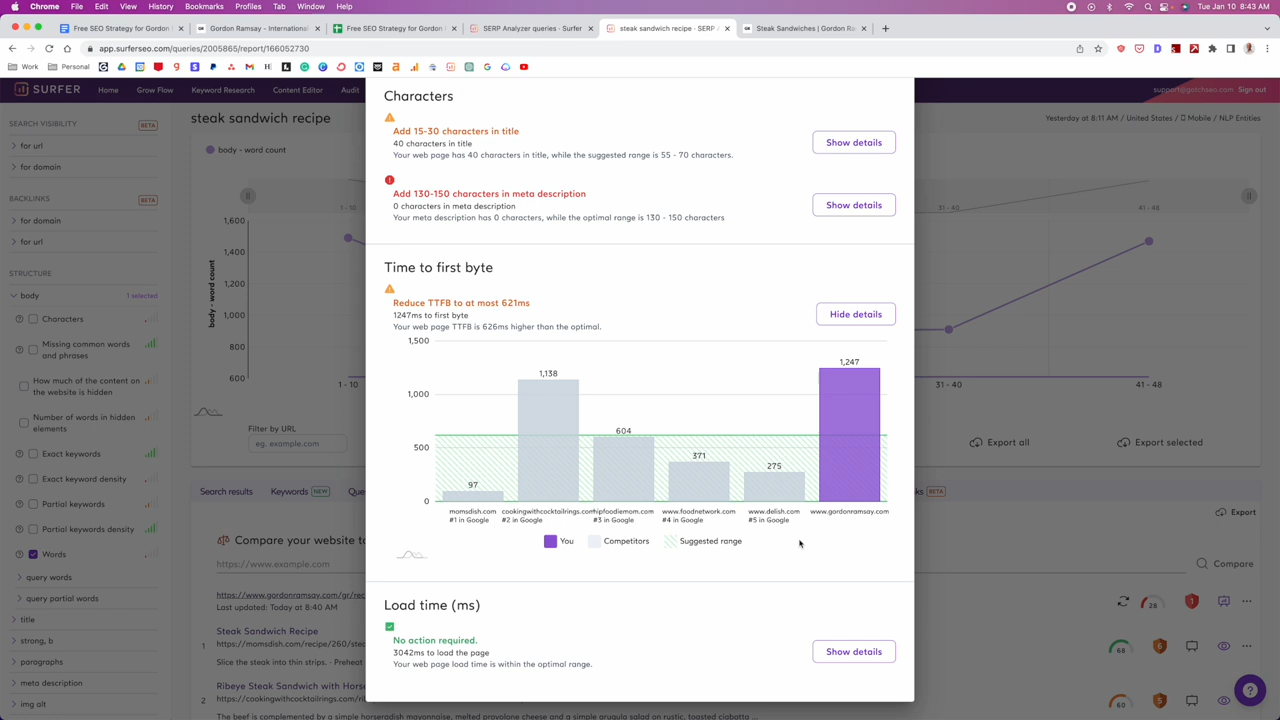 Chrome File Edit View History Bookmarks Profiles Tab Window Help Tue Jan 10 8:43 AM
Free SEO Strategy for Gordon Gordon Ramsay - International Free SEO Strategy for Gordon SERP Analyzer queries - Surfer steak sandwich recipe - SERP Steak Sandwiches | Gordon Ra
app.surferseo.com/queries/2005865/report/166052730
Work Personal
SURFER Home Grow Flow Keyword Research Content Editor Audit support@gotchseo.com Sign out
SEARCH VISIBILITY BETA
for url
for domain
BACKLINKS BETA
for domain
for url
STRUCTURE
body 1 selected
Characters
Missing common words and phrases
How much of the content on the website is hidden
Number of words in hidden elements
Exact keywords
Exact keyword density
Partial keywords
Partial keywords density
Words
query words
query partial words
title
strong, b
paragraphs
meta description
img alt
steak sandwich recipe
Yesterday at 8:11 AM / United States / Mobile / NLP Entities
body - word count
1 - 10 31 - 40 41 - 48
1,600
1,400
1,200
1,000
800
600
body - word count
1 - 10 31 - 40 41 - 48
Filter by URL
eg. example.com
Export all Export selected
Search results Keywords NEW BETA
Export
Compare your website to
https://www.example.com Compare
https://www.gordonramsay.com/gr/rec
Last updated: Today at 8:40 AM
28 1
Steak Sandwich Recipe
1 https://momsdish.com/recipe/260/stea
68 6
Slice the steak into thin strips. - Preheat
Ribeye Steak Sandwich with Horse
2 https://cookingwithcocktailrings.com/rib
60
The beef is complemented by a simple horseradish mayonnaise, melted provolone cheese and a simple arugula salad on rustic, toasted ciabatta ...
Characters
Add 15-30 characters in title
40 characters in title
Your web page has 40 characters in title, while the suggested range is 55 - 70 characters.
Show details
Add 130-150 characters in meta description
0 characters in meta description
Your meta description has 0 characters, while the optimal range is 130 - 150 characters
Show details
Time to first byte
Reduce TTFB to at most 621ms
1247ms to first byte
Your web page TTFB is 626ms higher than the optimal.
Hide details
1,500
1,000
500
0
97
1,138
604
371
275
1,247
momsdish.com cookingwithcocktailrings.com hipfoodiemom.com www.foodnetwork.com www.delish.com www.gordonramsay.com
#1 in Google #2 in Google #3 in Google #4 in Google #5 in Google
You Competitors Suggested range
Load time (ms)
No action required.
3042ms to load the page
Your web page load time is within the optimal range.
Show details